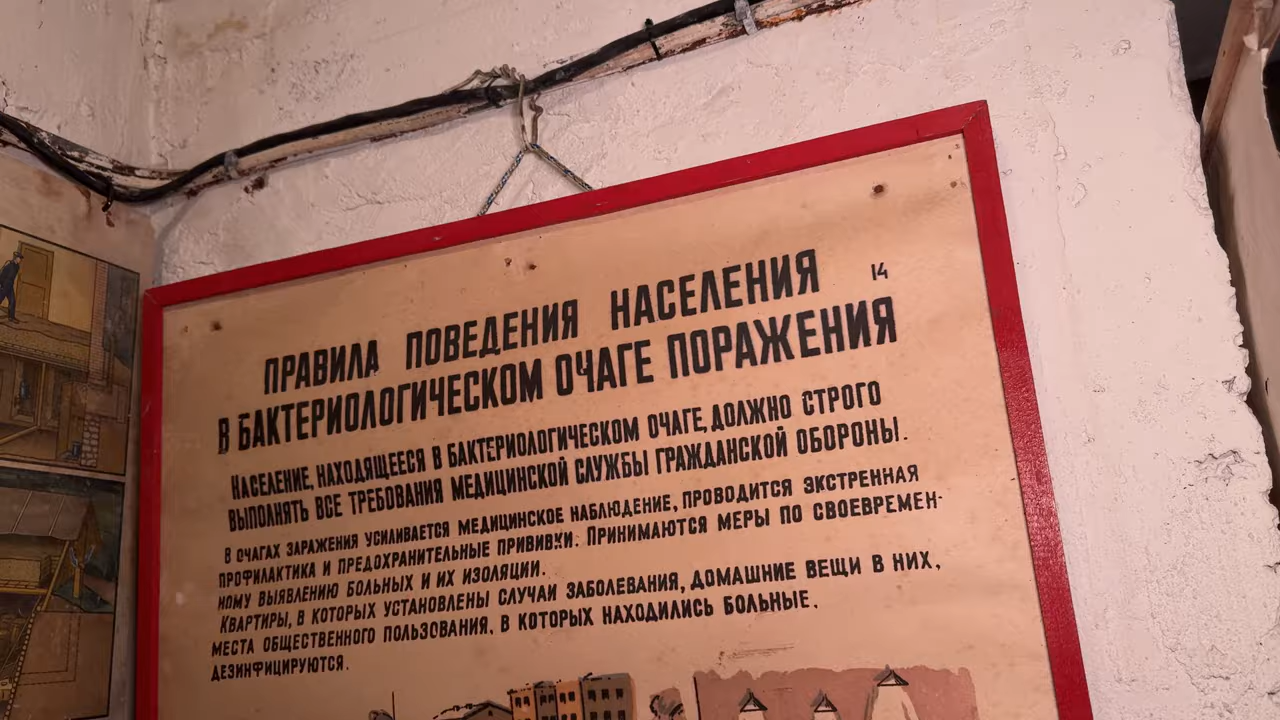 14
ПРАВИЛА ПОВЕДЕНИЯ НАСЕЛЕНИЯ
В БАКТЕРИОЛОГИЧЕСКОМ ОЧАГЕ ПОРАЖЕНИЯ
НАСЕЛЕНИЕ, НАХОДЯЩЕЕСЯ В БАКТЕРИОЛОГИЧЕСКОМ ОЧАГЕ, ДОЛЖНО СТРОГО
ВЫПОЛНЯТЬ ВСЕ ТРЕБОВАНИЯ МЕДИЦИНСКОЙ СЛУЖБЫ ГРАЖДАНСКОЙ ОБОРОНЫ.
В ОЧАГАХ ЗАРАЖЕНИЯ УСИЛИВАЕТСЯ МЕДИЦИНСКОЕ НАБЛЮДЕНИЕ, ПРОВОДИТСЯ ЭКСТРЕННАЯ
ПРОФИЛАКТИКА И ПРЕДОХРАНИТЕЛЬНЫЕ ПРИВИВКИ. ПРИНИМАЮТСЯ МЕРЫ ПО СВОЕВРЕМЕН-
НОМУ ВЫЯВЛЕНИЮ БОЛЬНЫХ И ИХ ИЗОЛЯЦИИ.
КВАРТИРЫ, В КОТОРЫХ УСТАНОВЛЕНЫ СЛУЧАИ ЗАБОЛЕВАНИЯ, ДОМАШНИЕ ВЕЩИ В НИХ,
МЕСТА ОБЩЕСТВЕННОГО ПОЛЬЗОВАНИЯ, В КОТОРЫХ НАХОДИЛИСЬ БОЛЬНЫЕ,
ДЕЗИНФИЦИРУЮТСЯ.